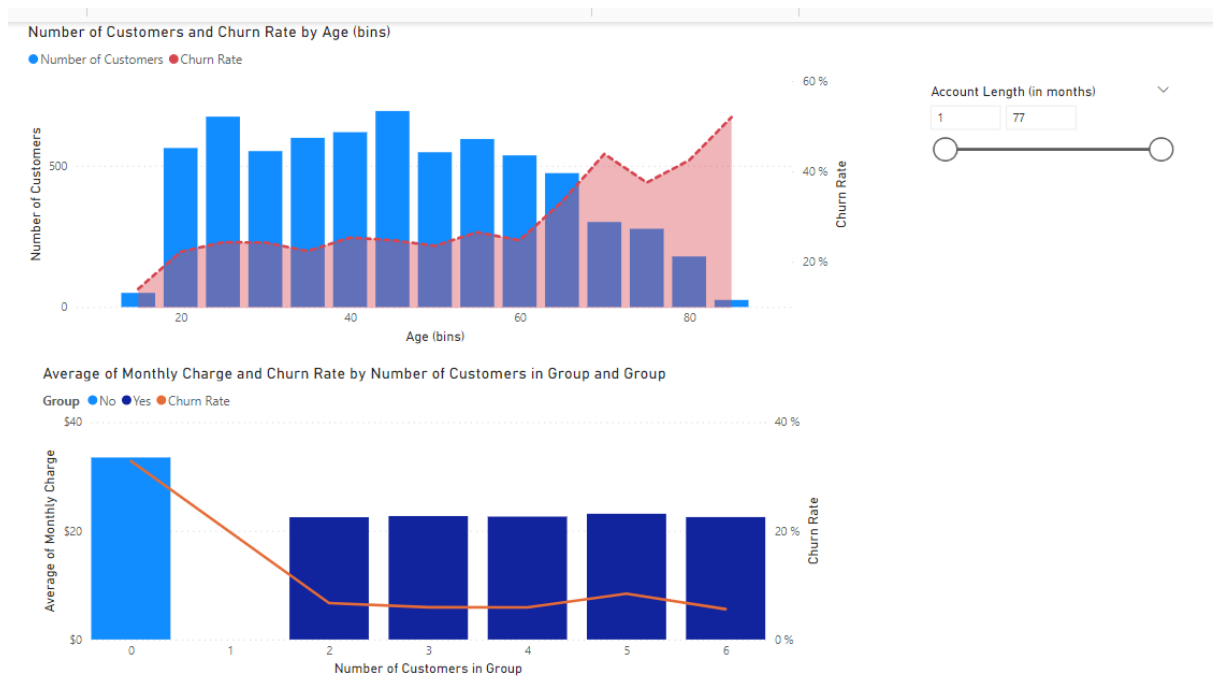 Number of Customers and Churn Rate by Age (bins)
Number of Customers Churn Rate
60 %
500
40 %
20 %
0
Number of Customers
Churn Rate
20 40 60 80
Age (bins)
Account Length (in months)
1 77
Average of Monthly Charge and Churn Rate by Number of Customers in Group and Group
Group No Yes Churn Rate
$40 40 %
$20 20 %
$0 0 %
Average of Monthly Charge
Churn Rate
0 1 2 3 4 5 6
Number of Customers in Group